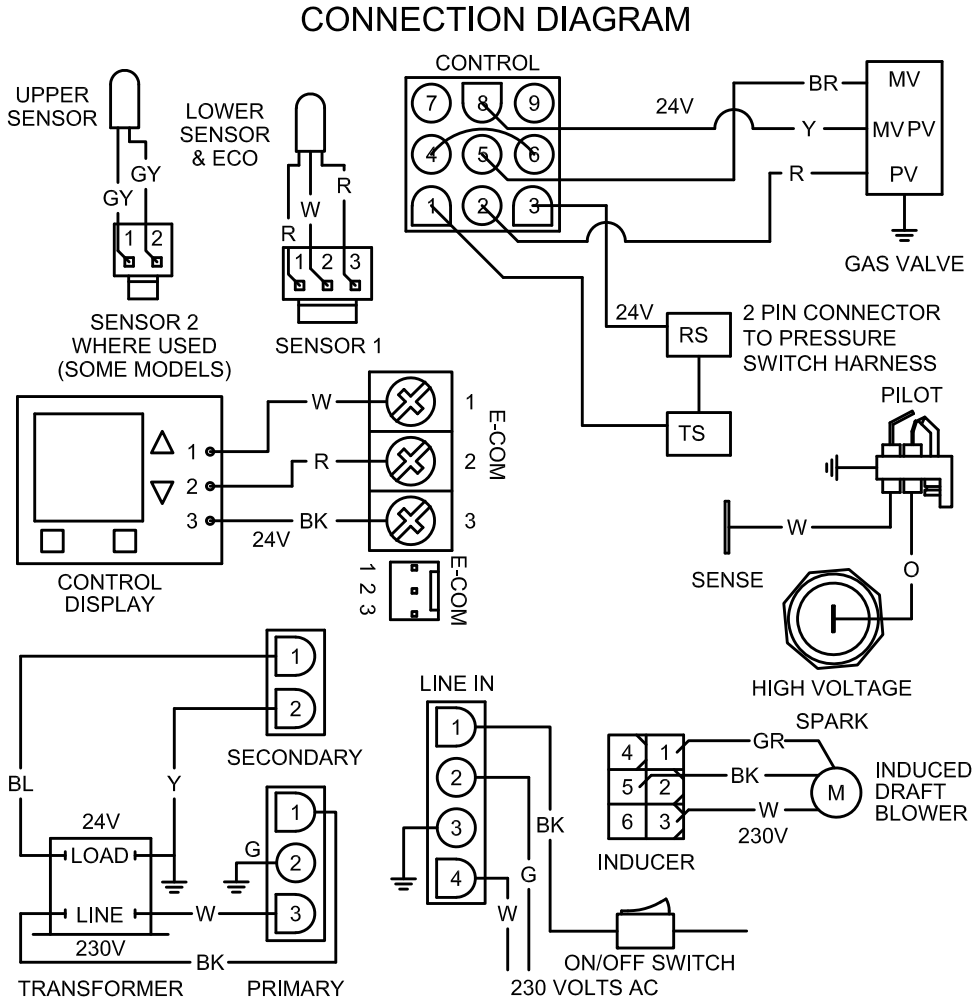 CONNECTION DIAGRAM
UPPER
SENSOR
GY
GY
1 2
SENSOR 2
WHERE USED
(SOME MODELS)
LOWER
SENSOR
& ECO
R
W
R
1 2 3
SENSOR 1
CONTROL
7 8 9
4 5 6
1 2 3
24V
BR
Y
R
MV
MV PV
PV
GAS VALVE
24V
RS
TS
2 PIN CONNECTOR
TO PRESSURE
SWITCH HARNESS
1
2
3
W
R
BK
24V
CONTROL
DISPLAY
1
2
3
E-COM
1 2 3
E-COM
PILOT
W
SENSE
O
HIGH VOLTAGE
SPARK
1
2
SECONDARY
BL
Y
24V
LOAD
LINE
230V
TRANSFORMER
G
W
BK
1
2
3
PRIMARY
LINE IN
1
2
3
4
BK
G
W
ON/OFF SWITCH
230 VOLTS AC
4 1
5 2
6 3
INDUCER
GR
BK
W
230V
M
INDUCED
DRAFT
BLOWER